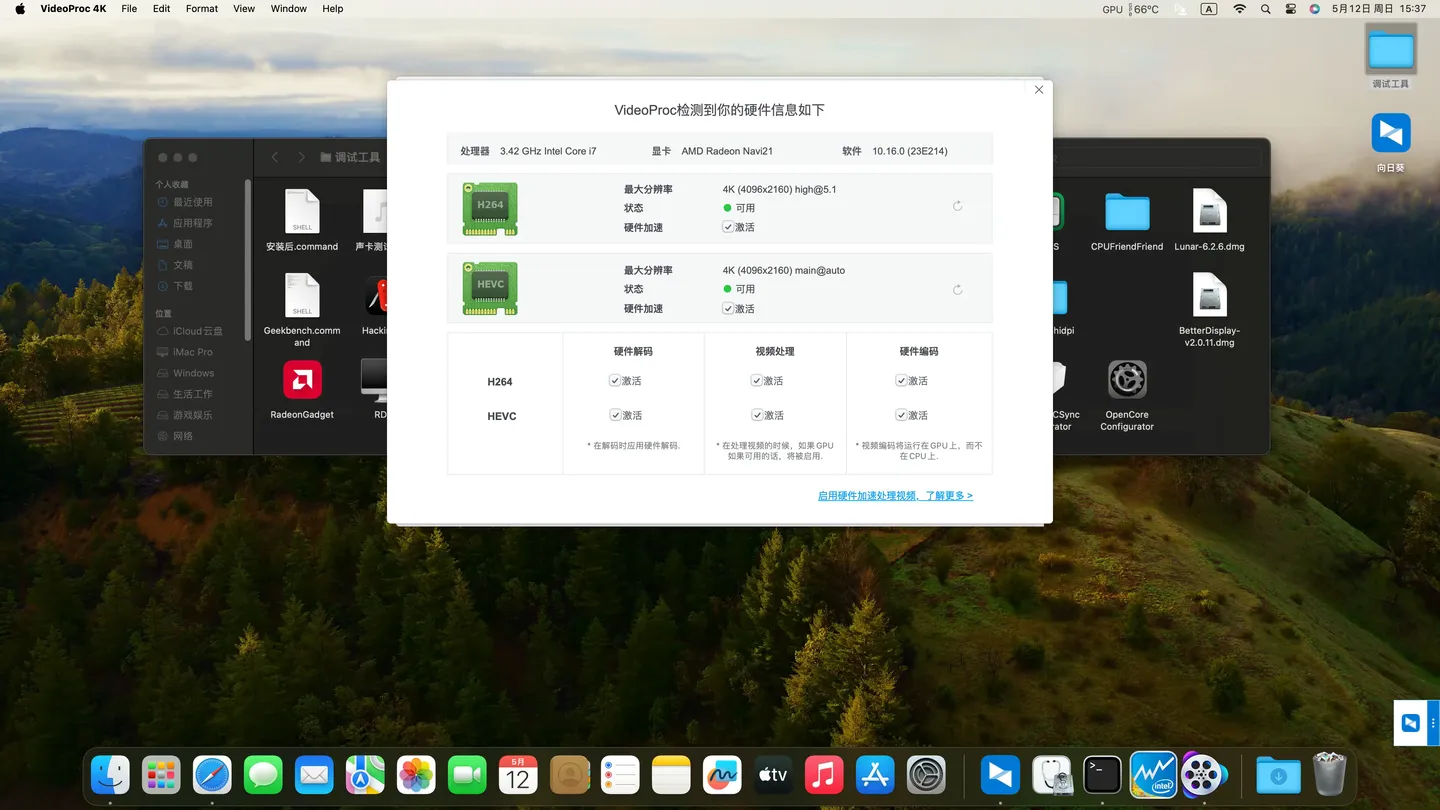 VideoProc 4K File Edit Format View Window Help
GPU 66°C A 5月12日 周日 15:37
调试工具
向日葵
调试工具
个人收藏
最近使用
应用程序
桌面
文稿
下载
位置
iCloud云盘
iMac Pro
Windows
生活工作
游戏娱乐
网络
SHELL
安装后.command
SHELL
Geekbench.comm
and
RadeonGadget
CPUFriendFriend
Lunar-6.2.6.dmg
BetterDisplay-
v2.0.11.dmg
OpenCore
Configurator
VideoProc检测到你的硬件信息如下
处理器 3.42 GHz Intel Core i7 显卡 AMD Radeon Navi21 软件 10.16.0 (23E214)
H264
最大分辨率 4K (4096x2160) high@5.1
状态 可用
硬件加速 激活
HEVC
最大分辨率 4K (4096x2160) main@auto
状态 可用
硬件加速 激活
硬件解码 视频处理 硬件编码
H264 激活 激活 激活
HEVC 激活 激活 激活
* 在解码时应用硬件解码.
* 在处理视频的时候，如果GPU
如果可用的话，将被启用.
* 视频编码将运行在GPU上，而不
在CPU上.
启用硬件加速处理视频，了解更多 >
5月
12
tv
intel